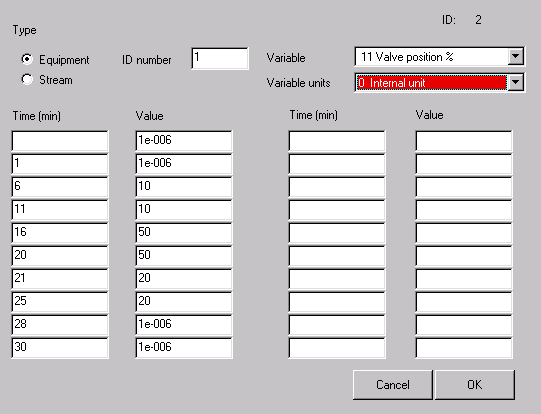 ID: 2
Type
Equipment ID number 1 Variable 11 Valve position %
Stream Variable units 0 Internal unit
Time (min) Value Time (min) Value
1e-006
1 1e-006
6 10
11 10
16 50
20 50
21 20
25 20
28 1e-006
30 1e-006
Cancel OK